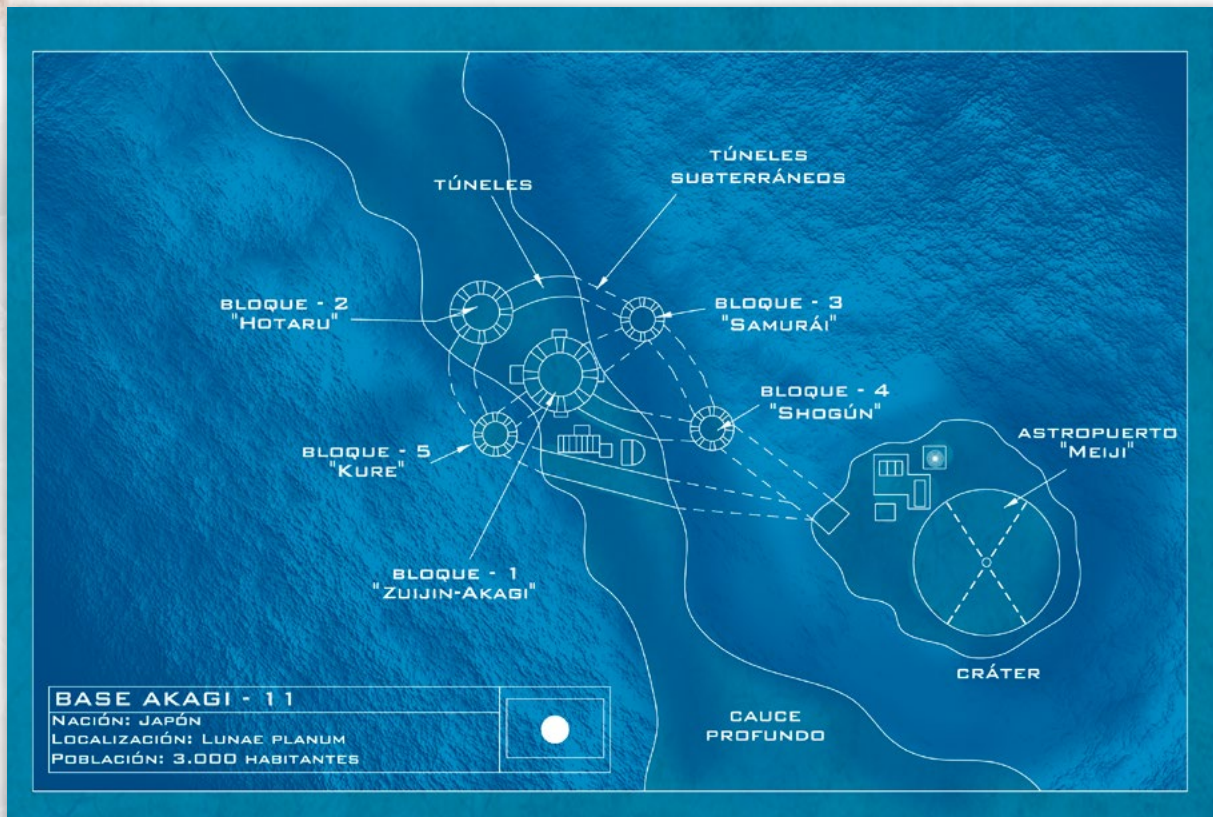 TÚNELES
SUBTERRÁNEOS
TÚNELES
BLOQUE - 2
"HOTARU"
BLOQUE - 3
"SAMURÁI"
BLOQUE - 4
"SHOGÚN"
ASTROPUERTO
"MEIJI"
BLOQUE - 5
"KURE"
BLOQUE - 1
"ZUIJIN-AKAGI"
CRÁTER
CAUCE
PROFUNDO
BASE AKAGI - 11
NACIÓN: JAPÓN
LOCALIZACIÓN: LUNAE PLANUM
POBLACIÓN: 3.000 HABITANTES